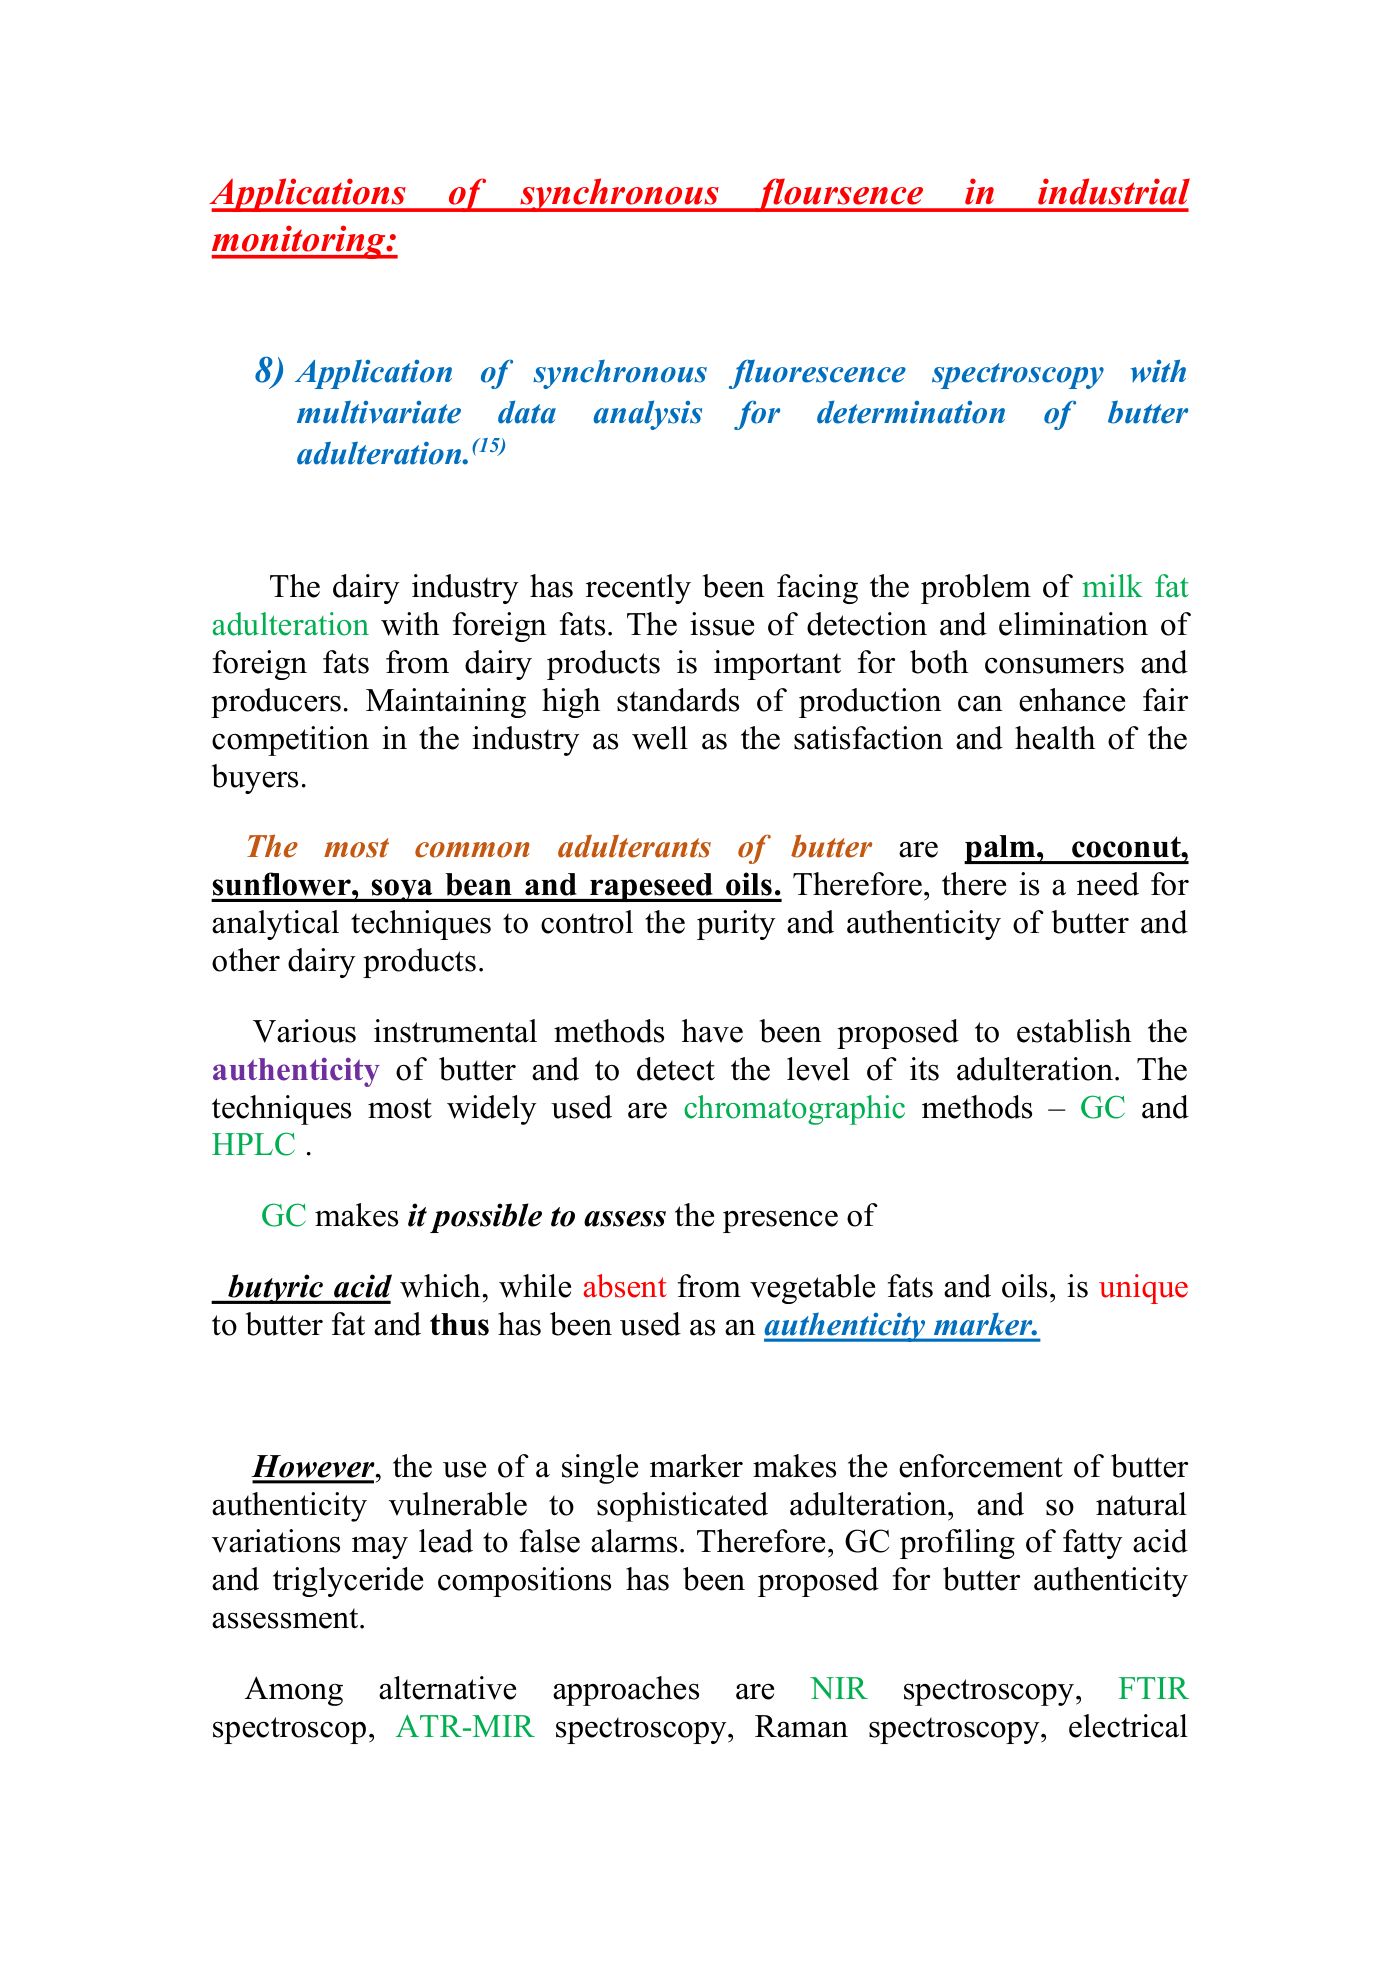 Applications of synchronous floursence in industrial
monitoring:
8) Application of synchronous fluorescence spectroscopy with
multivariate data analysis for determination of butter
adulteration.(15)
The dairy industry has recently been facing the problem of milk fat
adulteration with foreign fats. The issue of detection and elimination of
foreign fats from dairy products is important for both consumers and
producers. Maintaining high standards of production can enhance fair
competition in the industry as well as the satisfaction and health of the
buyers.
The most common adulterants of butter are palm, coconut,
sunflower, soya bean and rapeseed oils. Therefore, there is a need for
analytical techniques to control the purity and authenticity of butter and
other dairy products.
Various instrumental methods have been proposed to establish the
authenticity of butter and to detect the level of its adulteration. The
techniques most widely used are chromatographic methods – GC and
HPLC .
GC makes it possible to assess the presence of
butyric acid which, while absent from vegetable fats and oils, is unique
to butter fat and thus has been used as an authenticity marker.
However, the use of a single marker makes the enforcement of butter
authenticity vulnerable to sophisticated adulteration, and so natural
variations may lead to false alarms. Therefore, GC profiling of fatty acid
and triglyceride compositions has been proposed for butter authenticity
assessment.
Among alternative approaches are NIR spectroscopy, FTIR
spectroscop, ATR-MIR spectroscopy, Raman spectroscopy, electrical